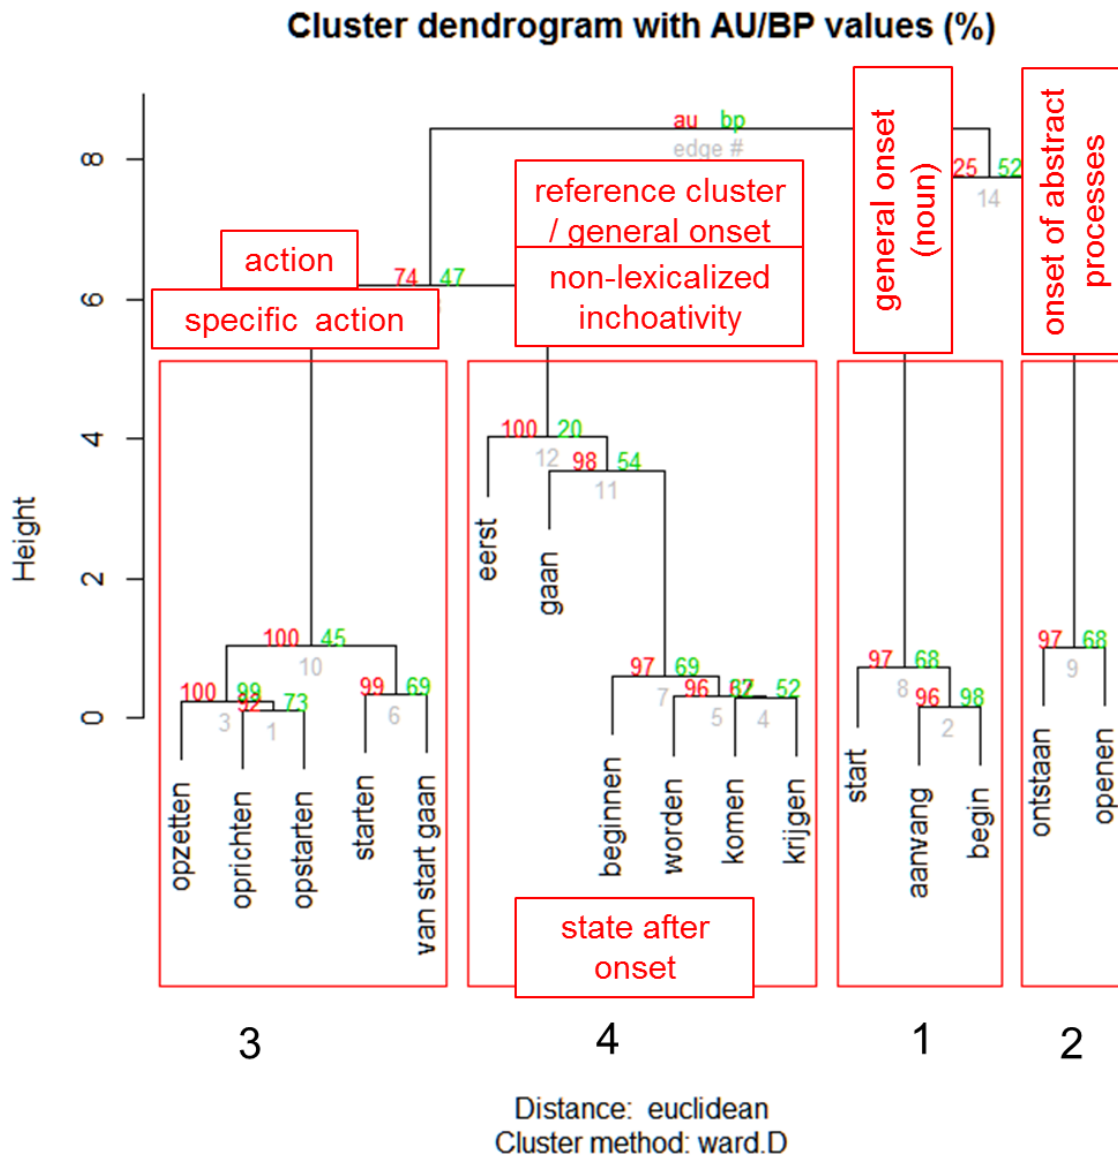 Cluster dendrogram with AU/BP values (%)
au bp
edge #
25 52
14
general onset
(noun)
onset of abstract
processes
reference cluster
/ general onset
non-lexicalized
inchoativity
action
specific action
74 47
Height
8
6
4
2
0
100 20
12
98 54
11
100 45
10
100 99
3
92 73
1
99 69
6
97 69
7
96
5
52
4
97 68
8
96 98
2
97 68
9
opzetten
oprichten
opstarten
starten
van start gaan
eerst
gaan
beginnen
worden
komen
krijgen
start
aanvang
begin
ontstaan
openen
state after
onset
3 4 1 2
Distance: euclidean
Cluster method: ward.D